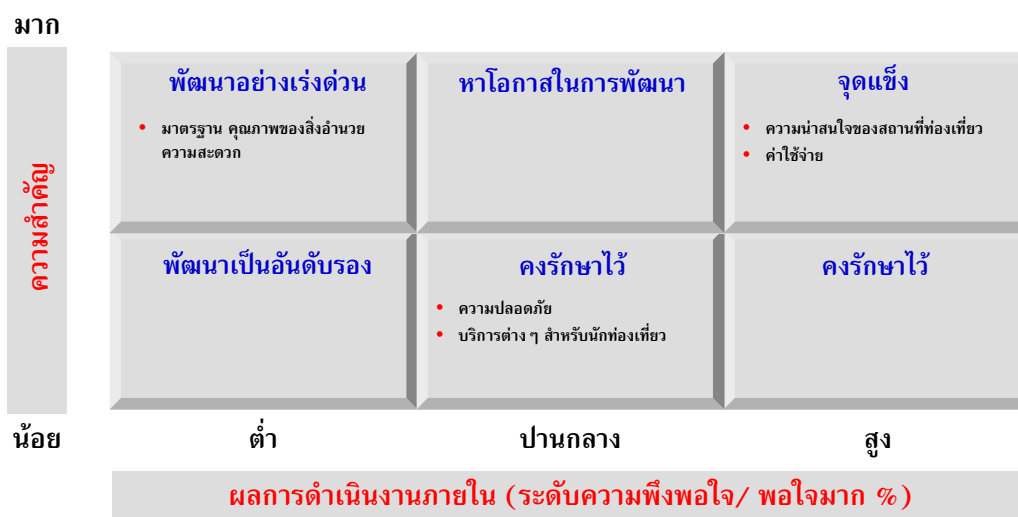 มาก
ความสำคัญ
พัฒนาอย่างเร่งด่วน
• มาตรฐาน คุณภาพของสิ่งอำนวย
ความสะดวก
หาโอกาสในการพัฒนา
จุดแข็ง
• ความน่าสนใจของสถานที่ท่องเที่ยว
• ค่าใช้จ่าย
พัฒนาเป็นอันดับรอง
คงรักษาไว้
• ความปลอดภัย
• บริการต่าง ๆ สำหรับนักท่องเที่ยว
คงรักษาไว้
น้อย
ต่ำ
ปานกลาง
สูง
ผลการดำเนินงานภายใน (ระดับความพึงพอใจ/ พอใจมาก %)